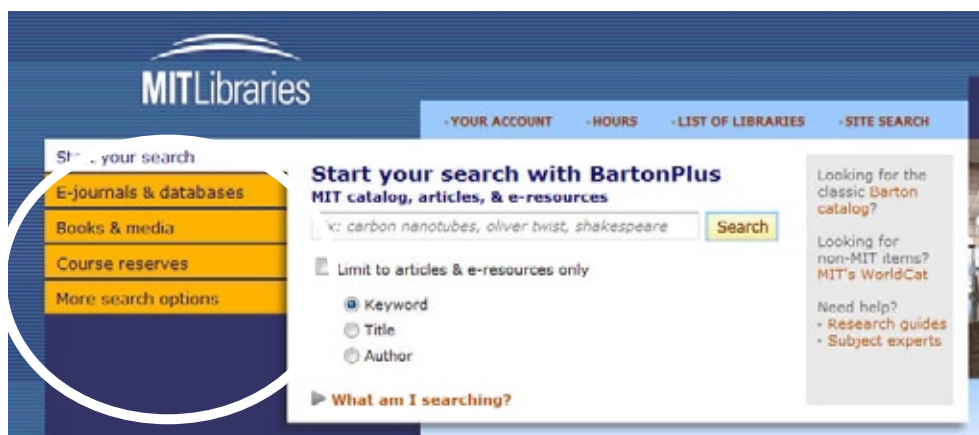 MITLibraries
YOUR ACCOUNT HOURS LIST OF LIBRARIES SITE SEARCH
Start your search
E-journals & databases
Books & media
Course reserves
More search options
Start your search with BartonPlus
MIT catalog, articles, & e-resources
ex: carbon nanotubes, oliver twist, shakespeare Search
Limit to articles & e-resources only
Keyword
Title
Author
What am I searching?
Looking for the
classic Barton
catalog?
Looking for
non-MIT items?
MIT's WorldCat
Need help?
- Research guides
- Subject experts